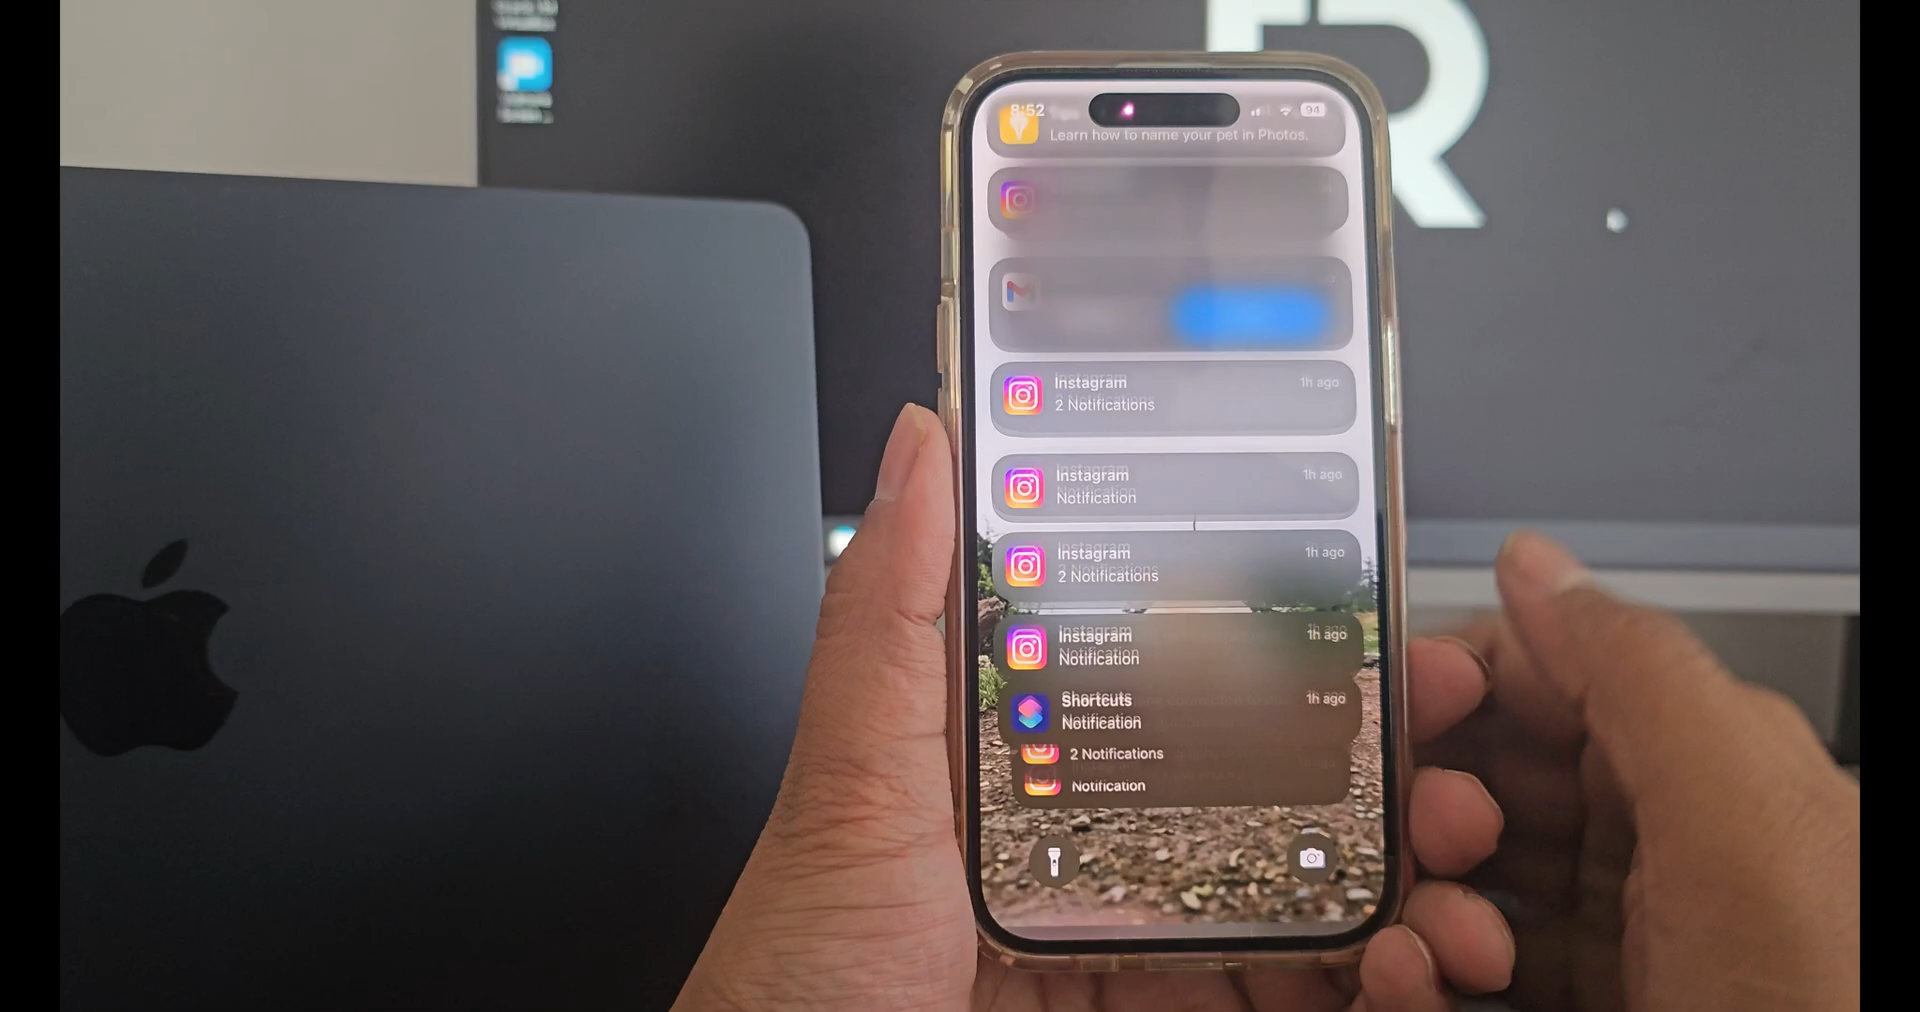 8:52
94
Learn how to name your pet in Photos.
Instagram
1h ago
2 Notifications
Instagram
1h ago
Notification
Instagram
1h ago
2 Notifications
Instagram
1h ago
Notification
Shortcuts
1h ago
Notification
2 Notifications
Notification
R